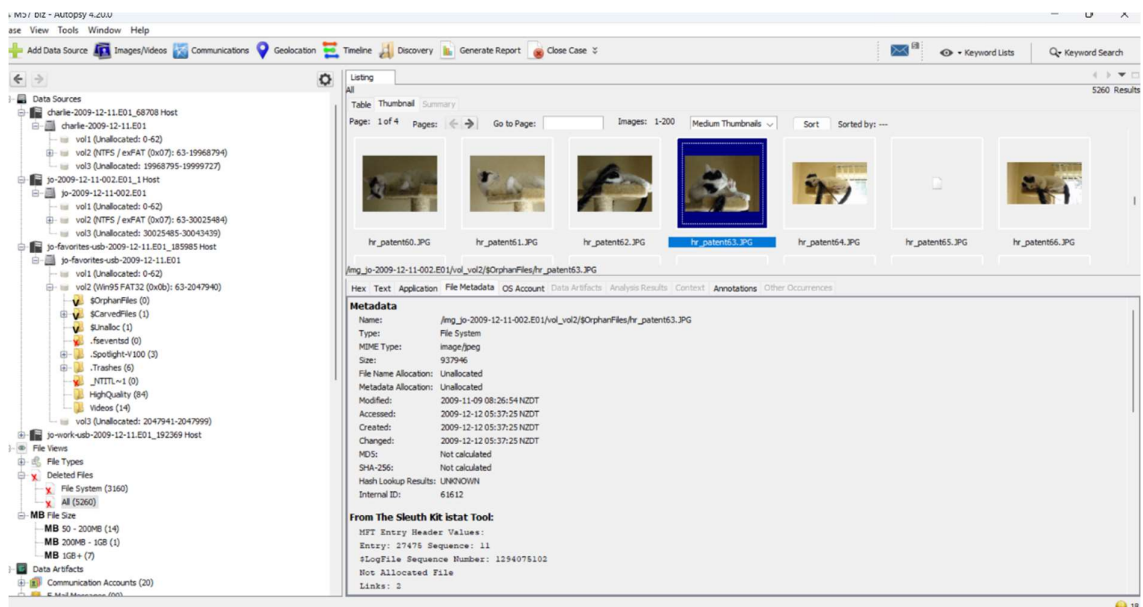 M57 biz - Autopsy 4.20.0
ase View Tools Window Help
Add Data Source Images/Videos Communications Geolocation Timeline Discovery Generate Report Close Case Keyword Lists Keyword Search
Data Sources
charlie-2009-12-11.E01_68708 Host
charlie-2009-12-11.E01
vol1 (Unallocated: 0-62)
vol2 (NTFS / exFAT (0x07): 63-19968794)
vol3 (Unallocated: 19968795-19999727)
jo-2009-12-11-002.E01_1 Host
jo-2009-12-11-002.E01
vol1 (Unallocated: 0-62)
vol2 (NTFS / exFAT (0x07): 63-30025484)
vol3 (Unallocated: 30025485-30043439)
jo-favorites-usb-2009-12-11.E01_185985 Host
jo-favorites-usb-2009-12-11.E01
vol1 (Unallocated: 0-62)
vol2 (Win95 FAT32 (0x0b): 63-2047940)
$OrphanFiles (0)
$CarvedFiles (1)
$Unalloc (1)
.fseventsd (0)
.Spotlight-V100 (3)
.Trashes (6)
_NTITL~1 (0)
HighQuality (84)
Videos (14)
vol3 (Unallocated: 2047941-2047999)
jo-work-usb-2009-12-11.E01_192369 Host
File Views
File Types
Deleted Files
File System (3160)
All (5260)
MB File Size
MB 50 - 200MB (14)
MB 200MB - 1GB (1)
MB 1GB+ (7)
Data Artifacts
Communication Accounts (20)
Listing
All 5260 Results
Table Thumbnail Summary
Page: 1 of 4 Pages: Go to Page: Images: 1-200 Medium Thumbnails Sort Sorted by: ---
hr_patent60.JPG hr_patent61.JPG hr_patent62.JPG hr_patent63.JPG hr_patent64.JPG hr_patent65.JPG hr_patent66.JPG
/img_jo-2009-12-11-002.E01/vol_vol2/$OrphanFiles/hr_patent63.JPG
Hex Text Application File Metadata OS Account Data Artifacts Analysis Results Context Annotations Other Occurrences
Metadata
Name: /img_jo-2009-12-11-002.E01/vol_vol2/$OrphanFiles/hr_patent63.JPG
Type: File System
MIME Type: image/jpeg
Size: 937946
File Name Allocation: Unallocated
Metadata Allocation: Unallocated
Modified: 2009-11-09 08:26:54 NZDT
Accessed: 2009-12-12 05:37:25 NZDT
Created: 2009-12-12 05:37:25 NZDT
Changed: 2009-12-12 05:37:25 NZDT
MD5: Not calculated
SHA-256: Not calculated
Hash Lookup Results: UNKNOWN
Internal ID: 61612
From The Sleuth Kit istat Tool:
MFT Entry Header Values:
Entry: 27475 Sequence: 11
$LogFile Sequence Number: 1294075102
Not Allocated File
Links: 2